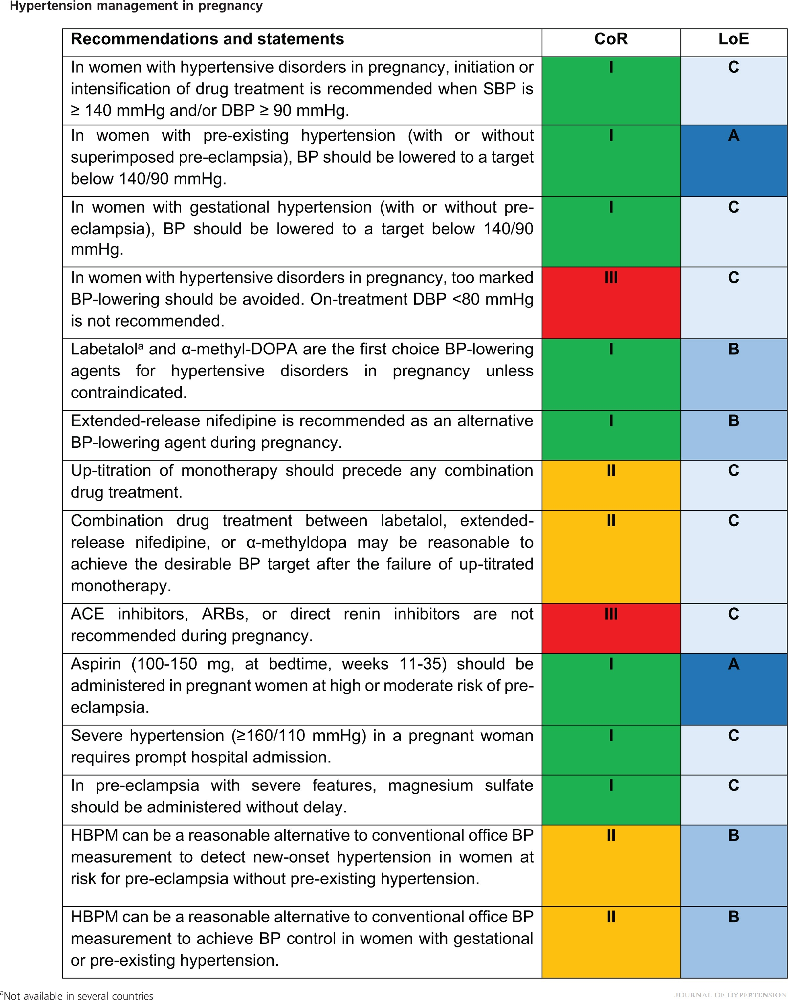 Hypertension management in pregnancy
Recommendations and statements CoR LoE
In women with hypertensive disorders in pregnancy, initiation or I C
intensification of drug treatment is recommended when SBP is
≥ 140 mmHg and/or DBP ≥ 90 mmHg.
In women with pre-existing hypertension (with or without I A
superimposed pre-eclampsia), BP should be lowered to a target
below 140/90 mmHg.
In women with gestational hypertension (with or without pre- I C
eclampsia), BP should be lowered to a target below 140/90
mmHg.
In women with hypertensive disorders in pregnancy, too marked III C
BP-lowering should be avoided. On-treatment DBP <80 mmHg
is not recommended.
Labetalolᵃ and α-methyl-DOPA are the first choice BP-lowering I B
agents for hypertensive disorders in pregnancy unless
contraindicated.
Extended-release nifedipine is recommended as an alternative I B
BP-lowering agent during pregnancy.
Up-titration of monotherapy should precede any combination II C
drug treatment.
Combination drug treatment between labetalol, extended- II C
release nifedipine, or α-methyldopa may be reasonable to
achieve the desirable BP target after the failure of up-titrated
monotherapy.
ACE inhibitors, ARBs, or direct renin inhibitors are not III C
recommended during pregnancy.
Aspirin (100-150 mg, at bedtime, weeks 11-35) should be I A
administered in pregnant women at high or moderate risk of pre-
eclampsia.
Severe hypertension (≥160/110 mmHg) in a pregnant woman I C
requires prompt hospital admission.
In pre-eclampsia with severe features, magnesium sulfate I C
should be administered without delay.
HBPM can be a reasonable alternative to conventional office BP II B
measurement to detect new-onset hypertension in women at
risk for pre-eclampsia without pre-existing hypertension.
HBPM can be a reasonable alternative to conventional office BP II B
measurement to achieve BP control in women with gestational
or pre-existing hypertension.
ᵃNot available in several countries
JOURNAL OF HYPERTENSION